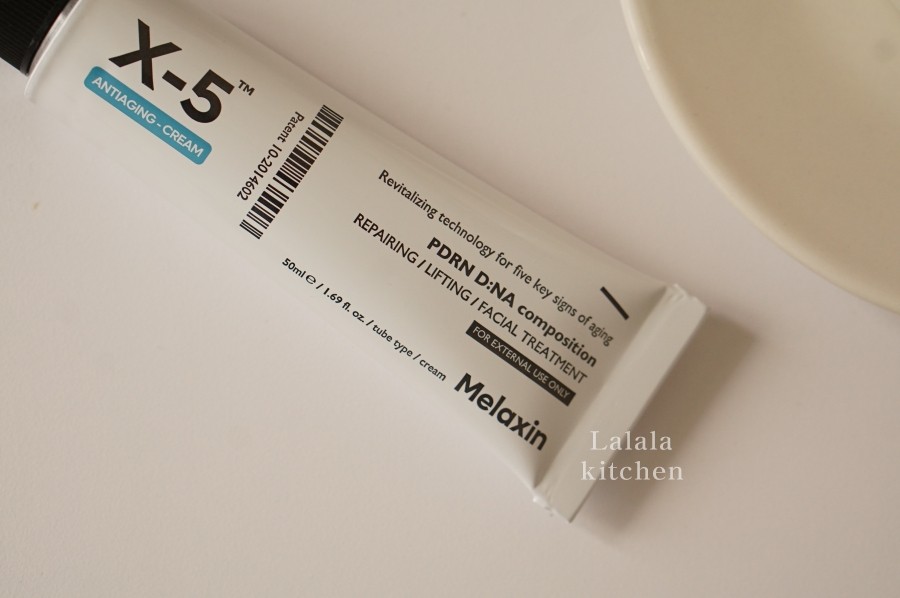 X-5™
ANTIAGING - CREAM
Patent 10-2014602
Revitalizing technology for five key signs of aging
PDRN D:NA composition
REPAIRING / LIFTING / FACIAL TREATMENT
FOR EXTERNAL USE ONLY
50ml ℮ / 1.69 fl. oz. / tube type / cream
Melaxin
Lalala
kitchen